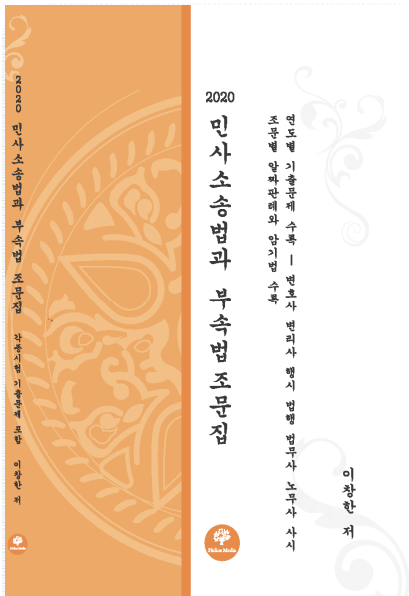 2020 민사소송법과 부속법 조문집
각종시험 기출문제 포함
이창한 저
Philos Media
2020
민사소송법과 부속법 조문집
연도별 기출문제 수록 | 변호사 변리사 행시 법행 법무사 노무사 사시
조문별 알짜판례와 암기법 수록
이창한 저
Philos Media